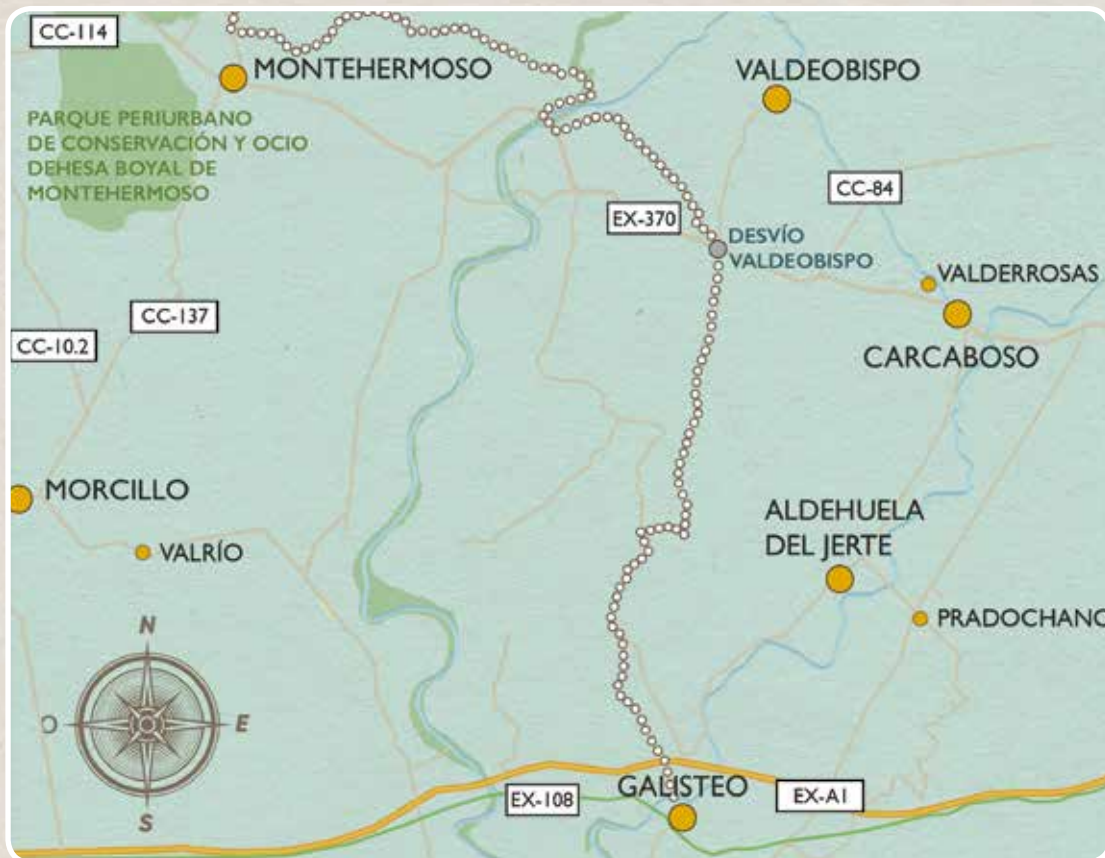 CC-114
MONTEHERMOSO
VALDEOBISPO
PARQUE PERIURBANO
DE CONSERVACIÓN Y OCIO
DEHESA BOYAL DE
MONTEHERMOSO
CC-84
EX-370
DESVÍO
VALDEOBISPO
VALDERROSAS
CC-137
CC-10.2
CARCABOSO
MORCILLO
VALRÍO
ALDEHUELA
DEL JERTE
PRADOCHANO
N
O
E
S
GALISTEO
EX-108
EX-A1